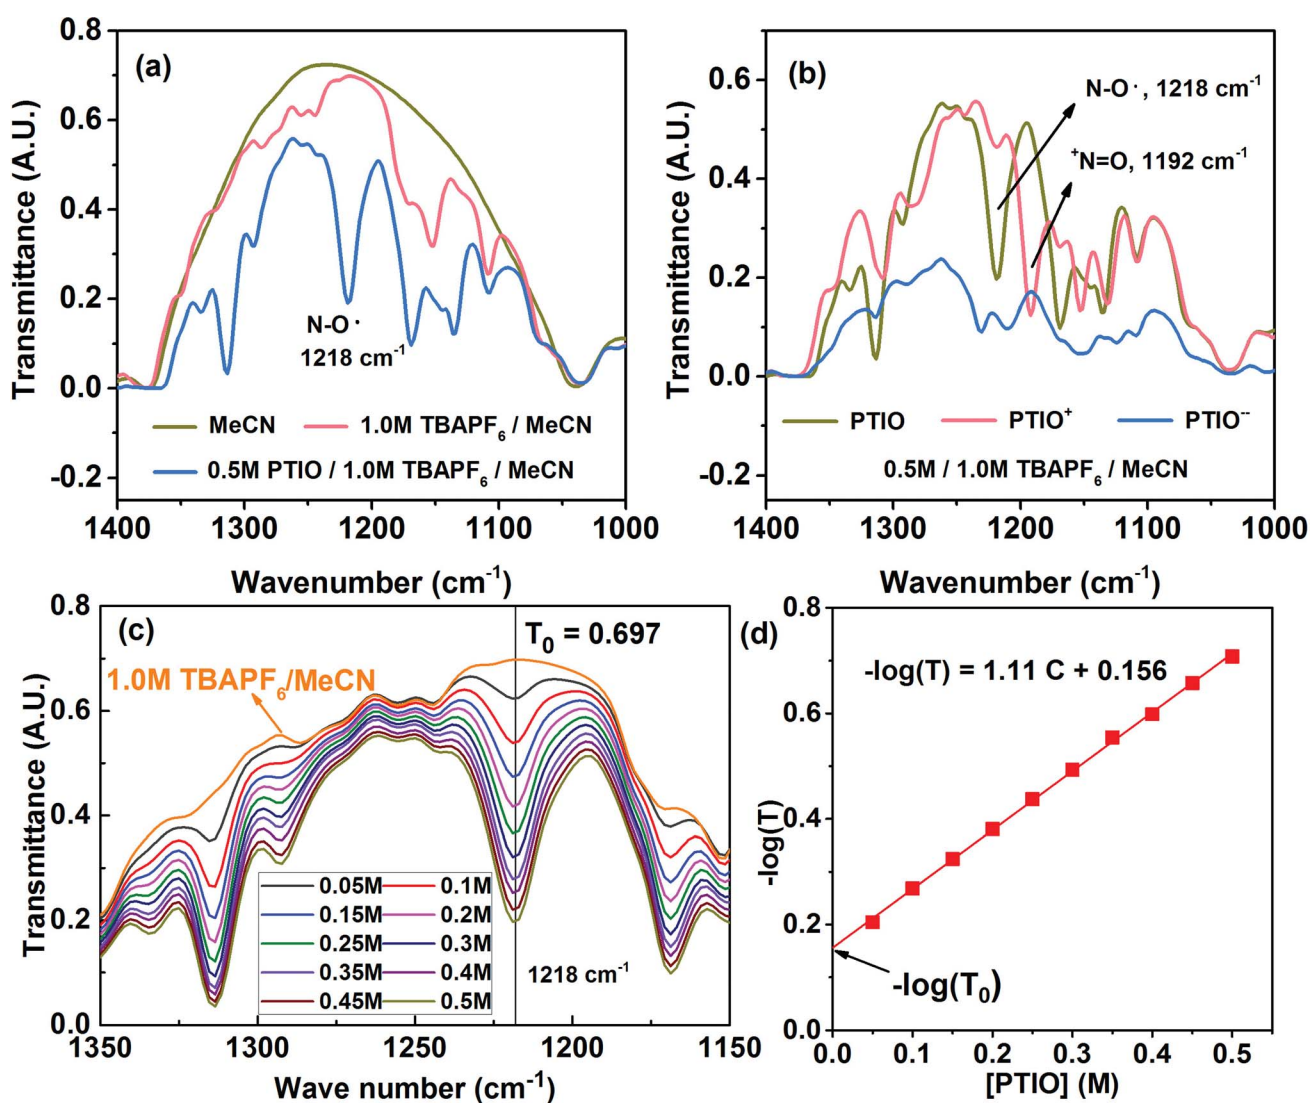 (a)
0.8
0.6
0.4
0.2
0.0
-0.2
Transmittance (A.U.)
N-O·
1218 cm⁻¹
MeCN
1.0M TBAPF₆ / MeCN
0.5M PTIO / 1.0M TBAPF₆ / MeCN
1400
1300
1200
1100
1000
Wavenumber (cm⁻¹)
(b)
0.6
0.4
0.2
0.0
-0.2
Transmittance (A.U.)
N-O·, 1218 cm⁻¹
⁺N=O, 1192 cm⁻¹
PTIO
PTIO⁺
PTIO⁻⁻
0.5M / 1.0M TBAPF₆ / MeCN
1400
1300
1200
1100
1000
Wavenumber (cm⁻¹)
(c)
0.8
0.6
0.4
0.2
0.0
Transmittance (A.U.)
T₀ = 0.697
1.0M TBAPF₆/MeCN
0.05M 0.1M
0.15M 0.2M
0.25M 0.3M
0.35M 0.4M
0.45M 0.5M
1218 cm⁻¹
1350
1300
1250
1200
1150
Wave number (cm⁻¹)
(d)
0.8
0.6
0.4
0.2
0.0
-log(T)
-log(T) = 1.11 C + 0.156
-log(T₀)
0.0
0.1
0.2
0.3
0.4
0.5
[PTIO] (M)